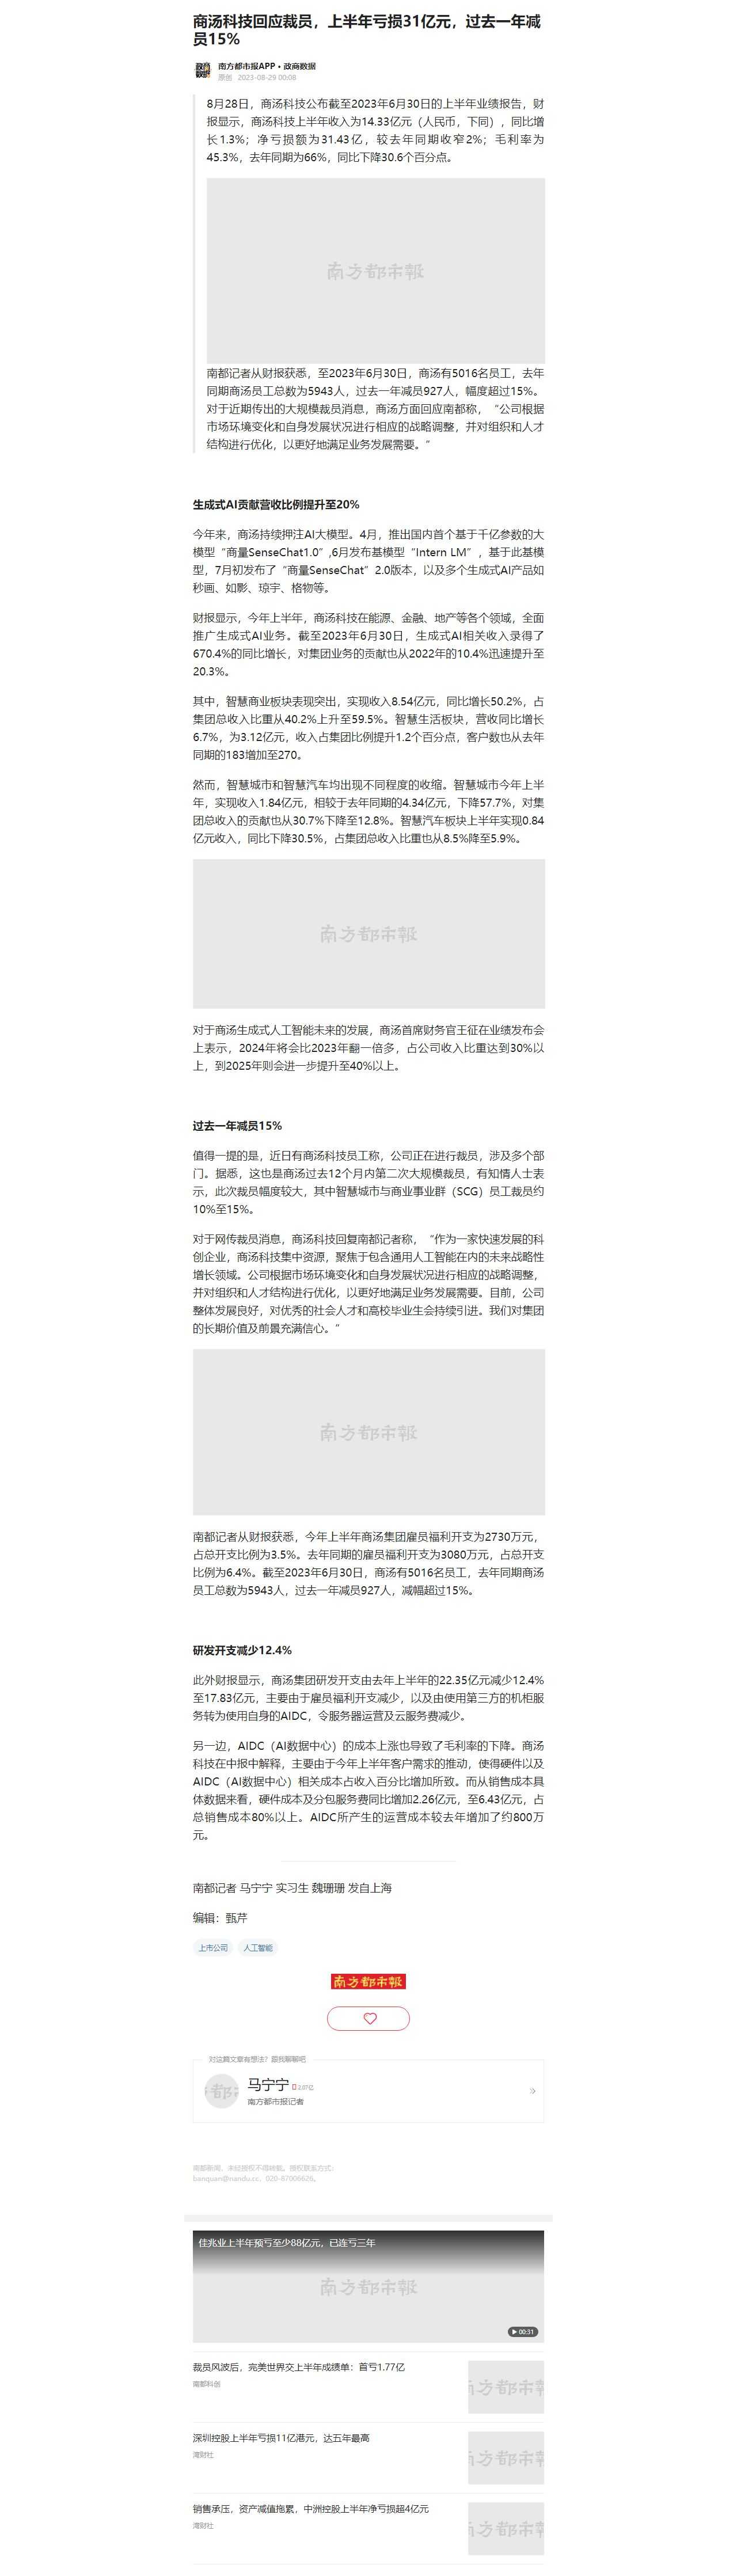 商汤科技回应裁员，上半年亏损31亿元，过去一年减
员15%
南方都市报APP • 政商数据
原创 2023-08-29 00:08
8月28日，商汤科技公布截至2023年6月30日的上半年业绩报告，财
报显示，商汤科技上半年收入为14.33亿元（人民币，下同），同比增
长1.3%；净亏损额为31.43亿，较去年同期收窄2%；毛利率为
45.3%，去年同期为66%，同比下降30.6个百分点。
南方都市报
南都记者从财报获悉，至2023年6月30日，商汤有5016名员工，去年
同期商汤员工总数为5943人，过去一年减员927人，幅度超过15%。
对于近期传出的大规模裁员消息，商汤方面回应南都称，“公司根据
市场环境变化和自身发展状况进行相应的战略调整，并对组织和人才
结构进行优化，以更好地满足业务发展需要。”
生成式AI贡献营收比例提升至20%
今年来，商汤持续押注AI大模型。4月，推出国内首个基于千亿参数的大
模型“商量SenseChat1.0”,6月发布基模型“Intern LM”，基于此基模
型，7月初发布了“商量SenseChat”2.0版本，以及多个生成式AI产品如
秒画、如影、琼宇、格物等。
财报显示，今年上半年，商汤科技在能源、金融、地产等各个领域，全面
推广生成式AI业务。截至2023年6月30日，生成式AI相关收入录得了
670.4%的同比增长，对集团业务的贡献也从2022年的10.4%迅速提升至
20.3%。
其中，智慧商业板块表现突出，实现收入8.54亿元，同比增长50.2%，占
集团总收入比重从40.2%上升至59.5%。智慧生活板块，营收同比增长
6.7%，为3.12亿元，收入占集团比例提升1.2个百分点，客户数也从去年
同期的183增加至270。
然而，智慧城市和智慧汽车均出现不同程度的收缩。智慧城市今年上半
年，实现收入1.84亿元，相较于去年同期的4.34亿元，下降57.7%，对集
团总收入的贡献也从30.7%下降至12.8%。智慧汽车板块上半年实现0.84
亿元收入，同比下降30.5%，占集团总收入比重也从8.5%降至5.9%。
南方都市报
对于商汤生成式人工智能未来的发展，商汤首席财务官王征在业绩发布会
上表示，2024年将会比2023年翻一倍多，占公司收入比重达到30%以
上，到2025年则会进一步提升至40%以上。
过去一年减员15%
值得一提的是，近日有商汤科技员工称，公司正在进行裁员，涉及多个部
门。据悉，这也是商汤过去12个月内第二次大规模裁员，有知情人士表
示，此次裁员幅度较大，其中智慧城市与商业事业群（SCG）员工裁员约
10%至15%。
对于网传裁员消息，商汤科技回复南都记者称，“作为一家快速发展的科
创企业，商汤科技集中资源，聚焦于包含通用人工智能在内的未来战略性
增长领域。公司根据市场环境变化和自身发展状况进行相应的战略调整，
并对组织和人才结构进行优化，以更好地满足业务发展需要。目前，公司
整体发展良好，对优秀的社会人才和高校毕业生会持续引进。我们对集团
的长期价值及前景充满信心。”
南方都市报
南都记者从财报获悉，今年上半年商汤集团雇员福利开支为2730万元，
占总开支比例为3.5%。去年同期的雇员福利开支为3080万元，占总开支
比例为6.4%。截至2023年6月30日，商汤有5016名员工，去年同期商汤
员工总数为5943人，过去一年减员927人，减幅超过15%。
研发开支减少12.4%
此外财报显示，商汤集团研发开支由去年上半年的22.35亿元减少12.4%
至17.83亿元，主要由于雇员福利开支减少，以及由使用第三方的机柜服
务转为使用自身的AIDC，令服务器运营及云服务费减少。
另一边，AIDC（AI数据中心）的成本上涨也导致了毛利率的下降。商汤
科技在中报中解释，主要由于今年上半年客户需求的推动，使得硬件以及
AIDC（AI数据中心）相关成本占收入百分比增加所致。而从销售成本具
体数据来看，硬件成本及分包服务费同比增加2.26亿元，至6.43亿元，占
总销售成本80%以上。AIDC所产生的运营成本较去年增加了约800万
元。
南都记者 马宁宁 实习生 魏珊珊 发自上海
编辑：甄芹
上市公司 人工智能
南方都市报
对这篇文章有想法？跟我聊聊吧
马宁宁 2.07亿
南方都市报记者
南都新闻，未经授权不得转载。授权联系方式：
banquan@nandu.cc，020-87006626。
佳兆业上半年预亏至少88亿元，已连亏三年
南方都市报
00:31
裁员风波后，完美世界交上半年成绩单：首亏1.77亿
南都科创
深圳控股上半年亏损11亿港元，达五年最高
湾财社
销售承压，资产减值拖累，中洲控股上半年净亏损超4亿元
湾财社